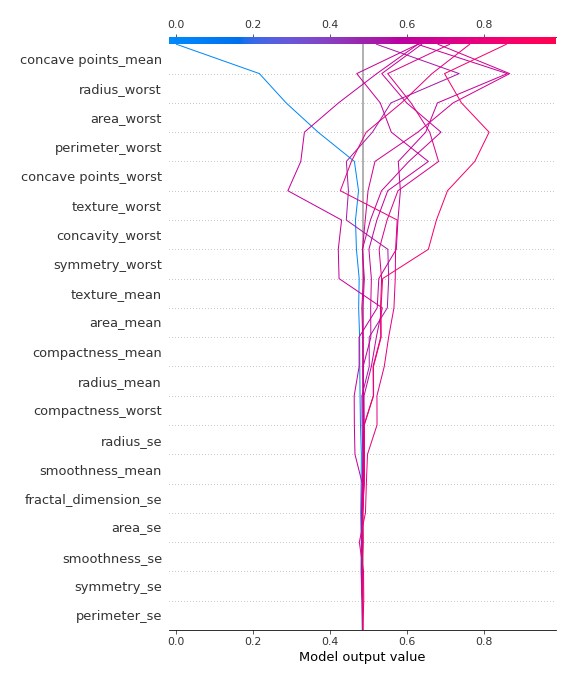 0.0 0.2 0.4 0.6 0.8
concave points_mean
radius_worst
area_worst
perimeter_worst
concave points_worst
texture_worst
concavity_worst
symmetry_worst
texture_mean
area_mean
compactness_mean
radius_mean
compactness_worst
radius_se
smoothness_mean
fractal_dimension_se
area_se
smoothness_se
symmetry_se
perimeter_se
0.0 0.2 0.4 0.6 0.8
Model output value